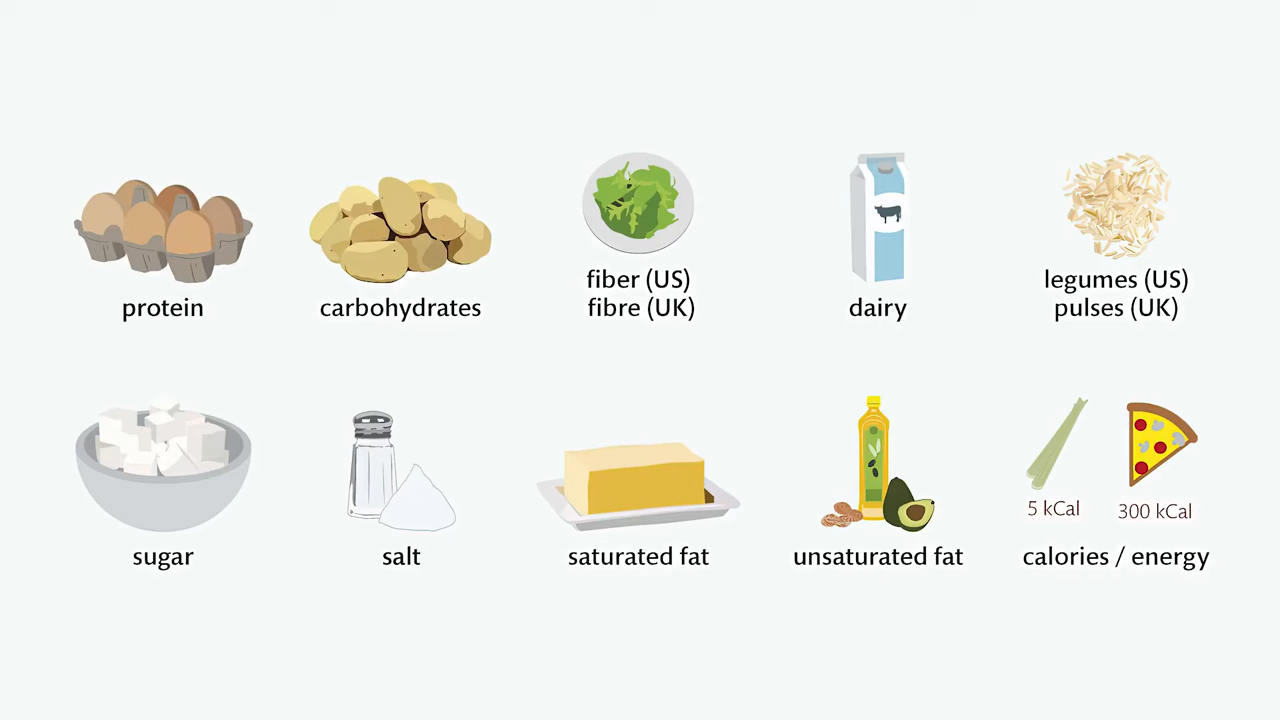 protein
carbohydrates
fiber (US)
fibre (UK)
dairy
legumes (US)
pulses (UK)
sugar
salt
saturated fat
unsaturated fat
5 kCal
300 kCal
calories / energy